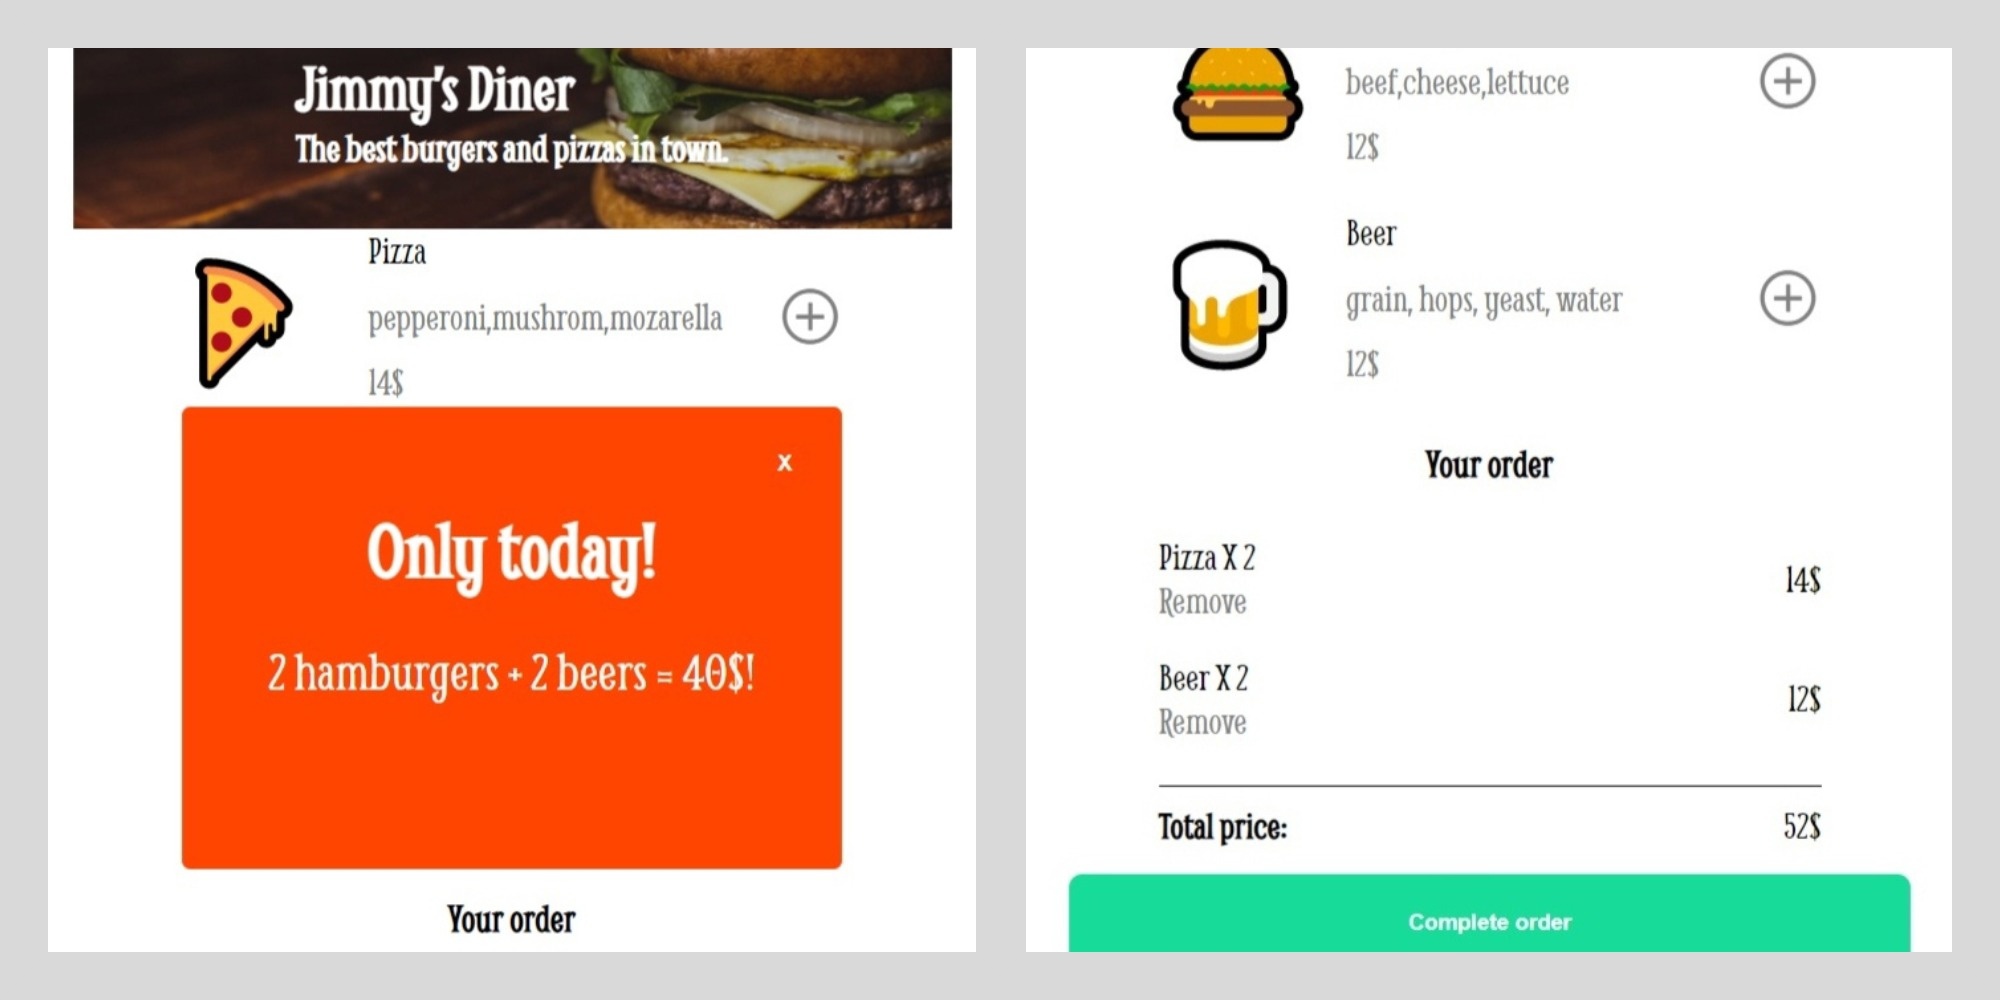 Jimmy's Diner
The best burgers and pizzas in town.
Pizza
pepperoni,mushrom,mozarella
14$
x
Only today!
2 hamburgers + 2 beers = 40$!
Your order
beef,cheese,lettuce
12$
Beer
grain, hops, yeast, water
12$
Your order
Pizza X 2
14$
Remove
Beer X 2
12$
Remove
Total price:
52$
Complete order